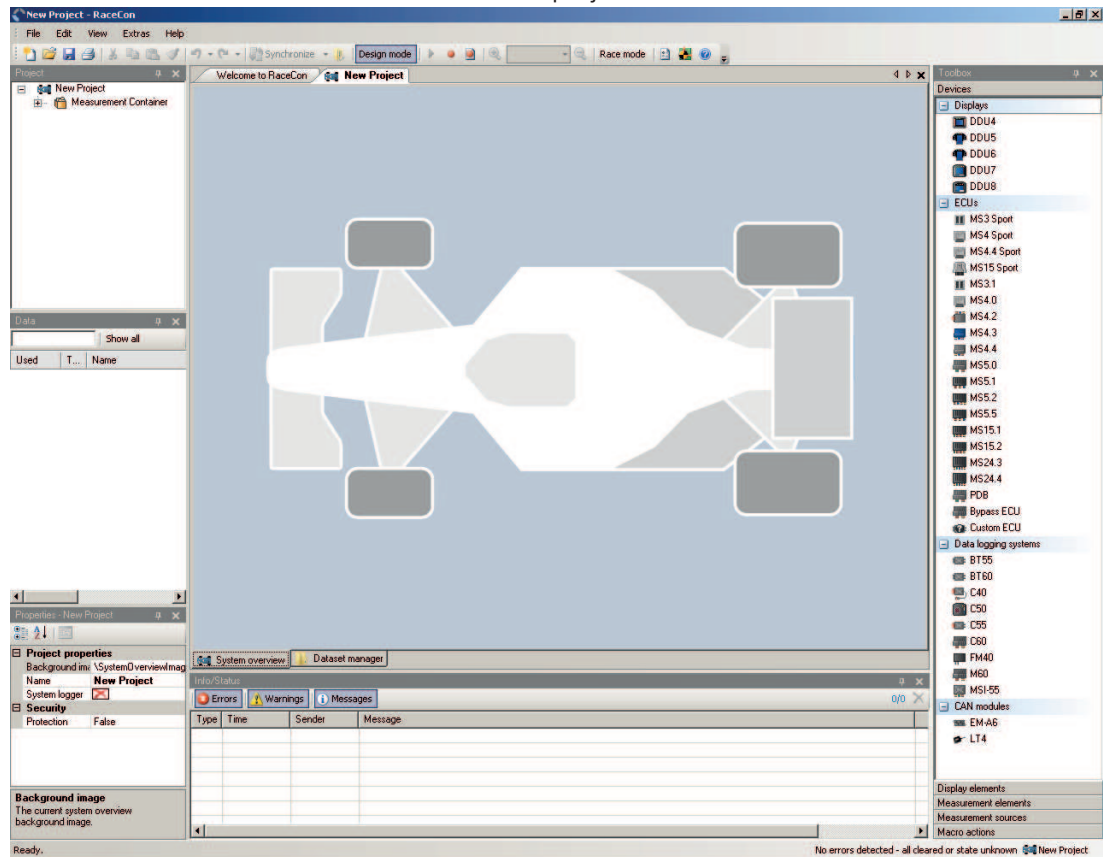 New Project - RaceCon
File Edit View Extras Help
Synchronize Design mode Race mode
Project
New Project
Measurement Container
Data
Show all
Used T... Name
Properties - New Project
Project properties
Background im \SystemOverviewImag
Name New Project
System logger
Security
Protection False
Background image
The current system overview
background image.
Welcome to RaceCon New Project
System overview Dataset manager
Info/Status
Errors Warnings Messages 0/0
Type Time Sender Message
Toolbox
Devices
Displays
DDU4
DDU5
DDU6
DDU7
DDU8
ECUs
MS3 Sport
MS4 Sport
MS4.4 Sport
MS15 Sport
MS3.1
MS4.0
MS4.2
MS4.3
MS4.4
MS5.0
MS5.1
MS5.2
MS5.5
MS15.1
MS15.2
MS24.3
MS24.4
PDB
Bypass ECU
Custom ECU
Data logging systems
BT55
BT60
C40
C50
C55
C60
FM40
M60
MSI-55
CAN modules
EM-A6
LT4
Display elements
Measurement elements
Measurement sources
Macro actions
Ready.
No errors detected - all cleared or state unknown New Project